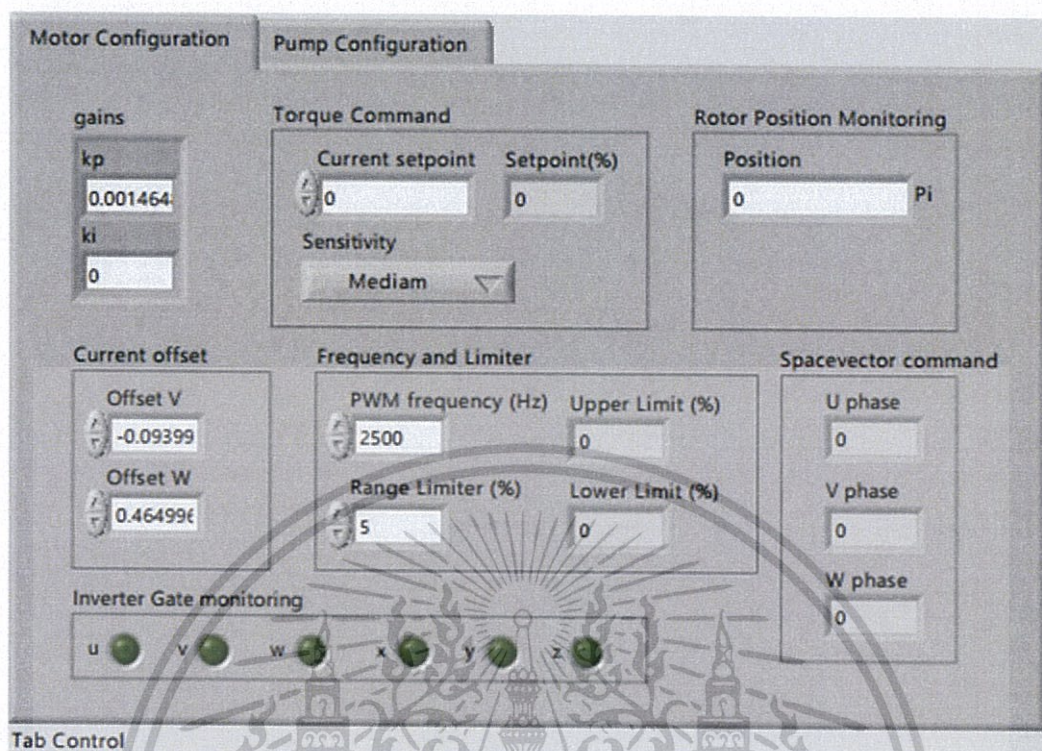 Motor Configuration
Pump Configuration
gains
kp
0.001464
ki
0
Torque Command
Current setpoint
0
Setpoint(%)
0
Sensitivity
Mediam
Rotor Position Monitoring
Position
0
Pi
Current offset
Offset V
-0.09399
Offset W
0.464996
Frequency and Limiter
PWM frequency (Hz)
2500
Upper Limit (%)
0
Range Limiter (%)
5
Lower Limit (%)
0
Spacevector command
U phase
0
V phase
0
W phase
0
Inverter Gate monitoring
u
v
w
x
y
z
Tab Control